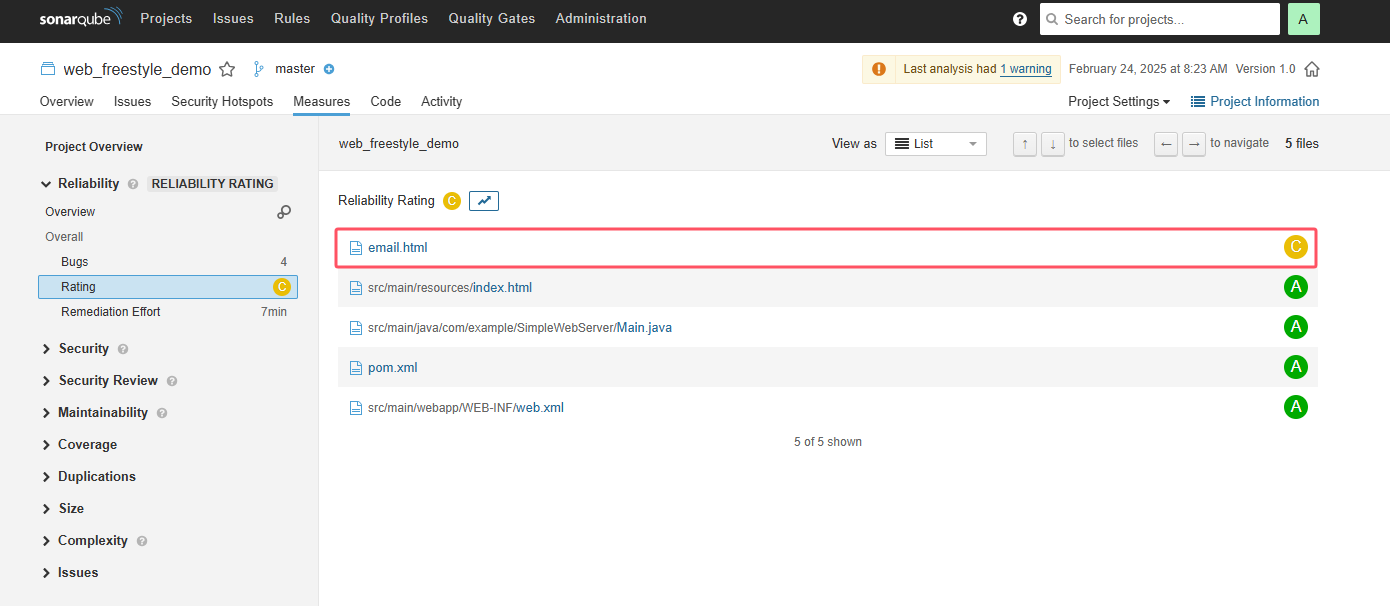 sonarqube Projects Issues Rules Quality Profiles Quality Gates Administration ? Search for projects... A
web_freestyle_demo master Last analysis had 1 warning February 24, 2025 at 8:23 AM Version 1.0
Overview Issues Security Hotspots Measures Code Activity Project Settings Project Information
Project Overview
Reliability ? RELIABILITY RATING
Overview
Overall
Bugs 4
Rating C
Remediation Effort 7min
Security ?
Security Review ?
Maintainability ?
Coverage
Duplications
Size
Complexity ?
Issues
web_freestyle_demo View as List ↑ ↓ to select files ← → to navigate 5 files
Reliability Rating C
email.html C
src/main/resources/index.html A
src/main/java/com/example/SimpleWebServer/Main.java A
pom.xml A
src/main/webapp/WEB-INF/web.xml A
5 of 5 shown